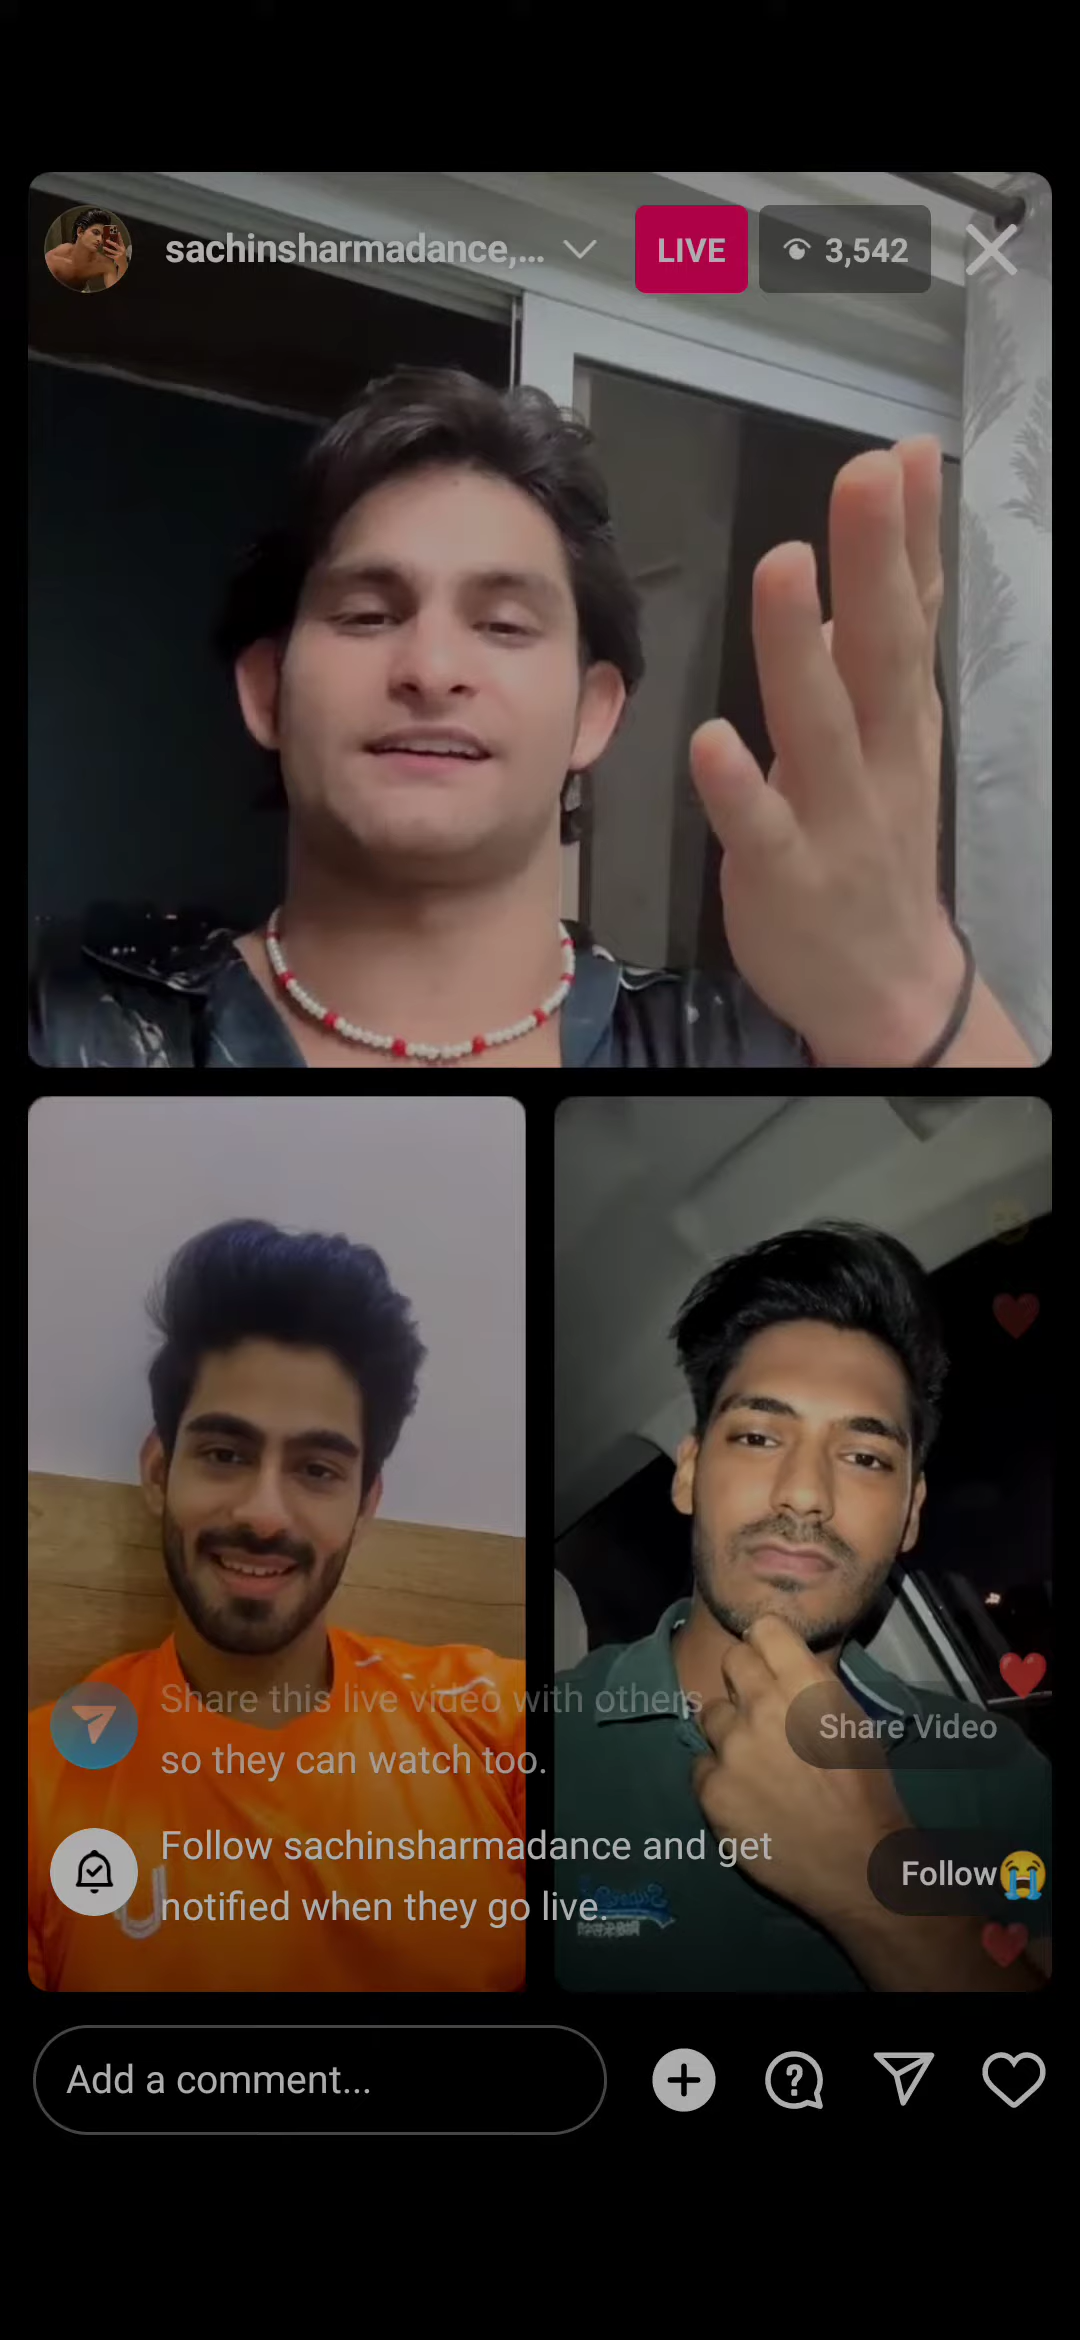 sachinsharmadance,... LIVE 3,542
Share this live video with others
so they can watch too.
Share Video
Follow sachinsharmadance and get
notified when they go live.
Follow
Add a comment...